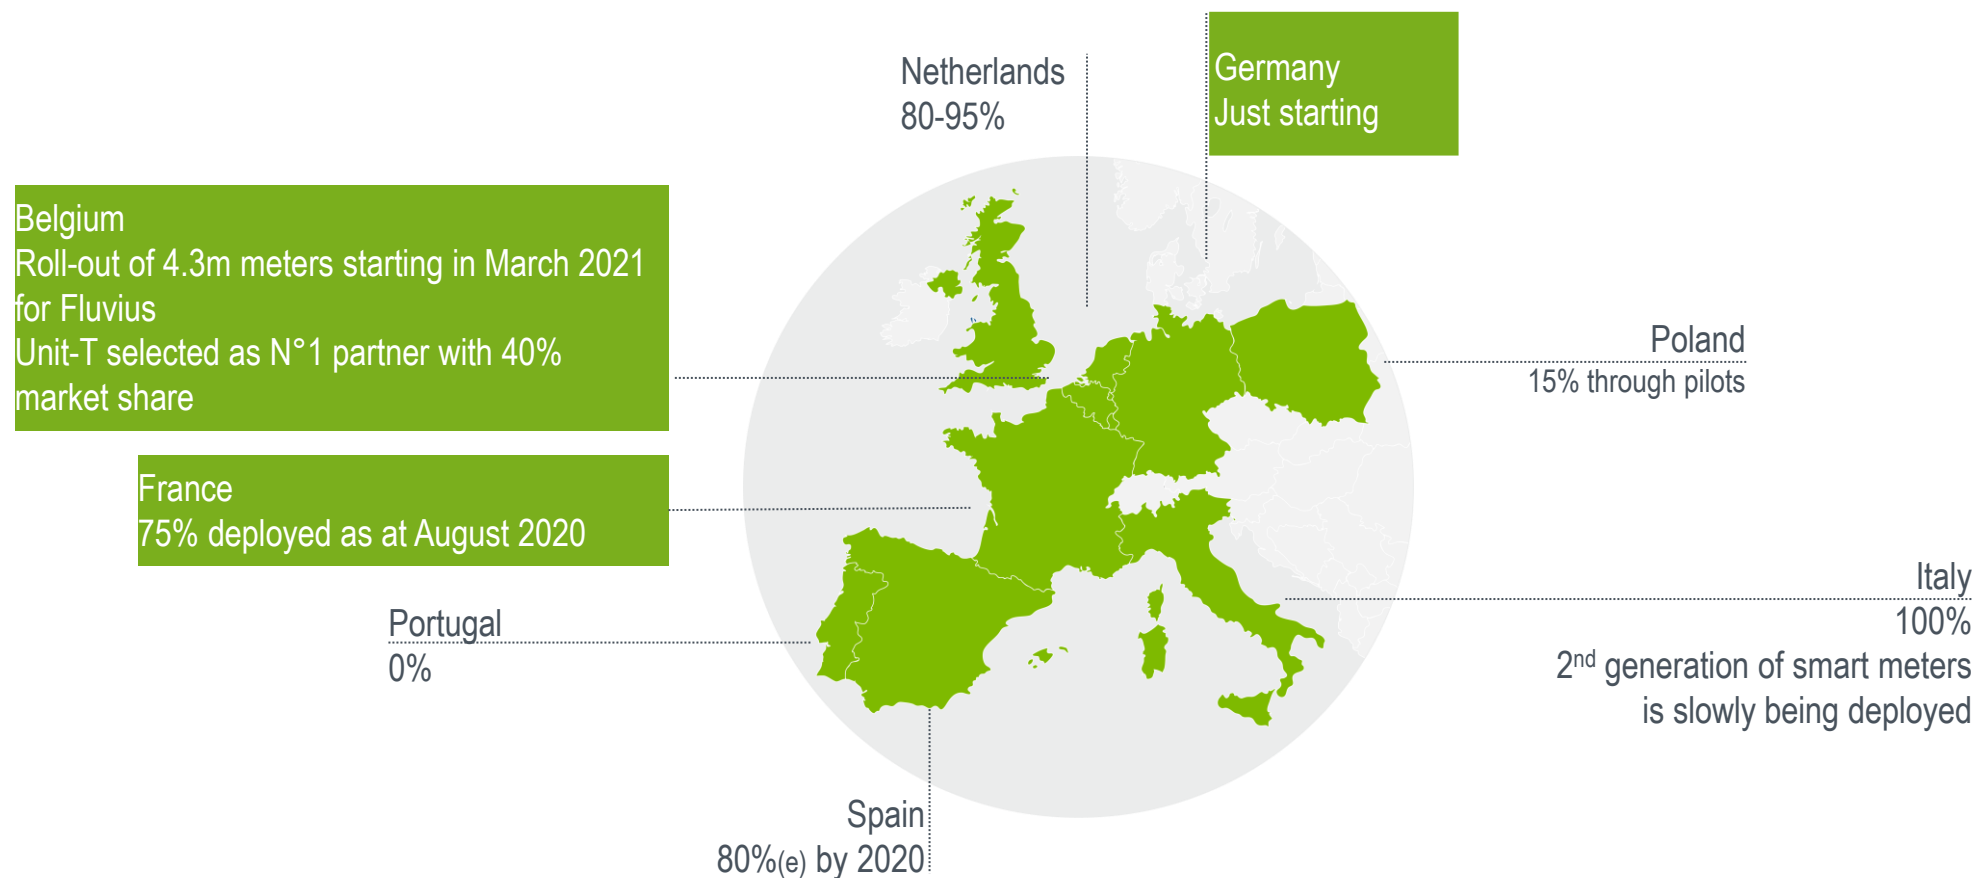 Netherlands
80-95%
Germany
Just starting
Belgium
Roll-out of 4.3m meters starting in March 2021
for Fluvius
Unit-T selected as N°1 partner with 40%
market share
Poland
15% through pilots
France
75% deployed as at August 2020
Italy
100%
2nd generation of smart meters
is slowly being deployed
Portugal
0%
Spain
80%(e) by 2020